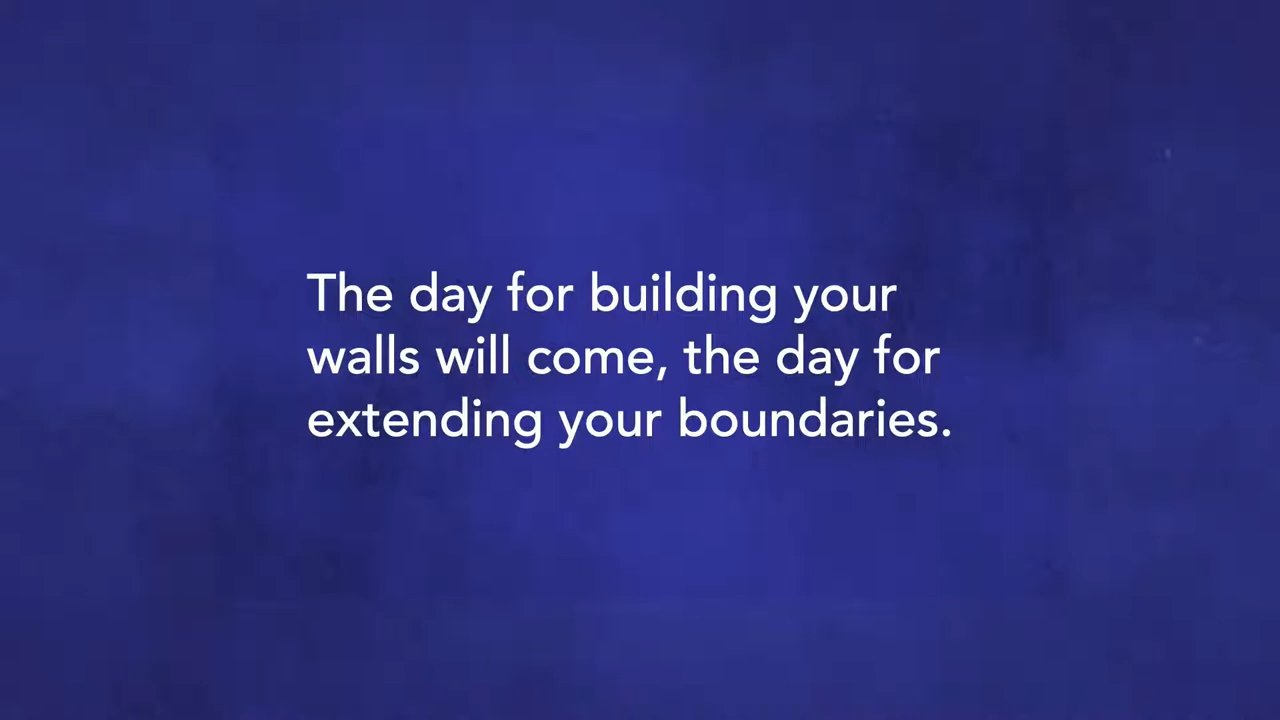 The day for building your
walls will come, the day for
extending your boundaries.